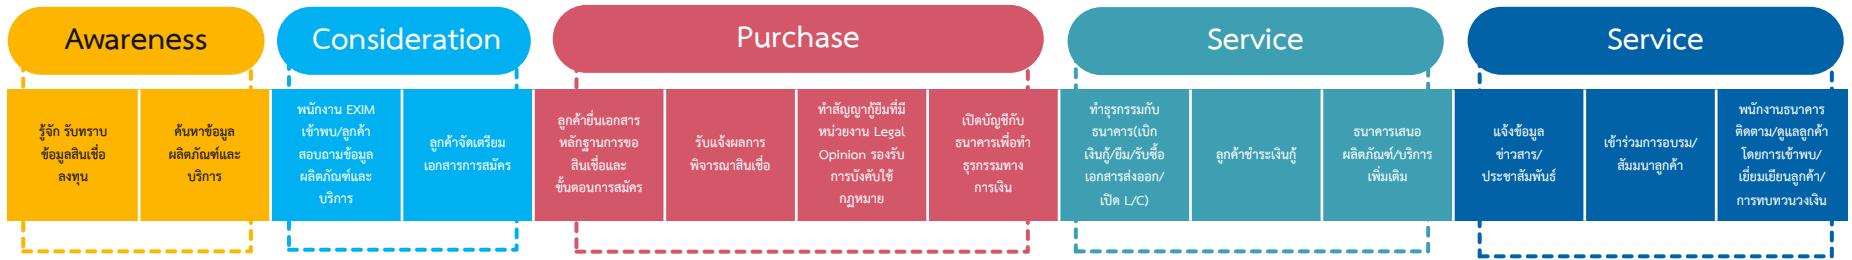 Awareness
Consideration
Purchase
Service
Service
รู้จัก รับทราบ
ข้อมูลสินเชื่อ
ลงทุน
ค้นหาข้อมูล
ผลิตภัณฑ์และ
บริการ
พนักงาน EXIM
เข้าพบ/ลูกค้า
สอบถามข้อมูล
ผลิตภัณฑ์และ
บริการ
ลูกค้าจัดเตรียม
เอกสารการสมัคร
ลูกค้ายื่นเอกสาร
หลักฐานการขอ
สินเชื่อและ
ขั้นตอนการสมัคร
รับแจ้งผลการ
พิจารณาสินเชื่อ
ทำสัญญากู้ยืมที่มี
หน่วยงาน Legal
Opinion รองรับ
การบังคับใช้
กฎหมาย
เปิดบัญชีกับ
ธนาคารเพื่อทำ
ธุรกรรมทาง
การเงิน
ทำธุรกรรมกับ
ธนาคาร(เบิก
เงินกู้/ยืม/รับซื้อ
เอกสารส่งออก/
เปิด L/C)
ลูกค้าชำระเงินกู้
ธนาคารเสนอ
ผลิตภัณฑ์/บริการ
เพิ่มเติม
แจ้งข้อมูล
ข่าวสาร/
ประชาสัมพันธ์
เข้าร่วมการอบรม/
สัมมนาลูกค้า
พนักงานธนาคาร
ติดตาม/ดูแลลูกค้า
โดยการเข้าพบ/
เยี่ยมเยียนลูกค้า/
การทบทวนวงเงิน